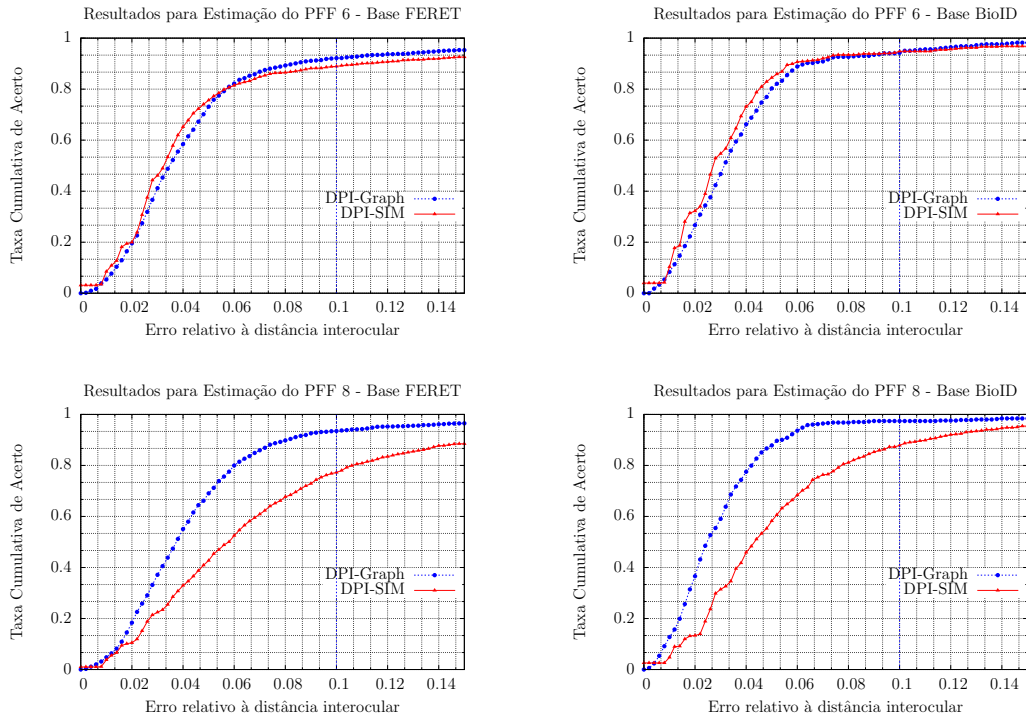 Resultados para Estimação do PFF 6 - Base FERET
Taxa Cumulativa de Acerto
1
0.8
0.6
0.4
0.2
0
DPI-Graph
DPI-SIM
0 0.02 0.04 0.06 0.08 0.1 0.12 0.14
Erro relativo à distância interocular
Resultados para Estimação do PFF 6 - Base BioID
Taxa Cumulativa de Acerto
1
0.8
0.6
0.4
0.2
0
DPI-Graph
DPI-SIM
0 0.02 0.04 0.06 0.08 0.1 0.12 0.14
Erro relativo à distância interocular
Resultados para Estimação do PFF 8 - Base FERET
Taxa Cumulativa de Acerto
1
0.8
0.6
0.4
0.2
0
DPI-Graph
DPI-SIM
0 0.02 0.04 0.06 0.08 0.1 0.12 0.14
Erro relativo à distância interocular
Resultados para Estimação do PFF 8 - Base BioID
Taxa Cumulativa de Acerto
1
0.8
0.6
0.4
0.2
0
DPI-Graph
DPI-SIM
0 0.02 0.04 0.06 0.08 0.1 0.12 0.14
Erro relativo à distância interocular